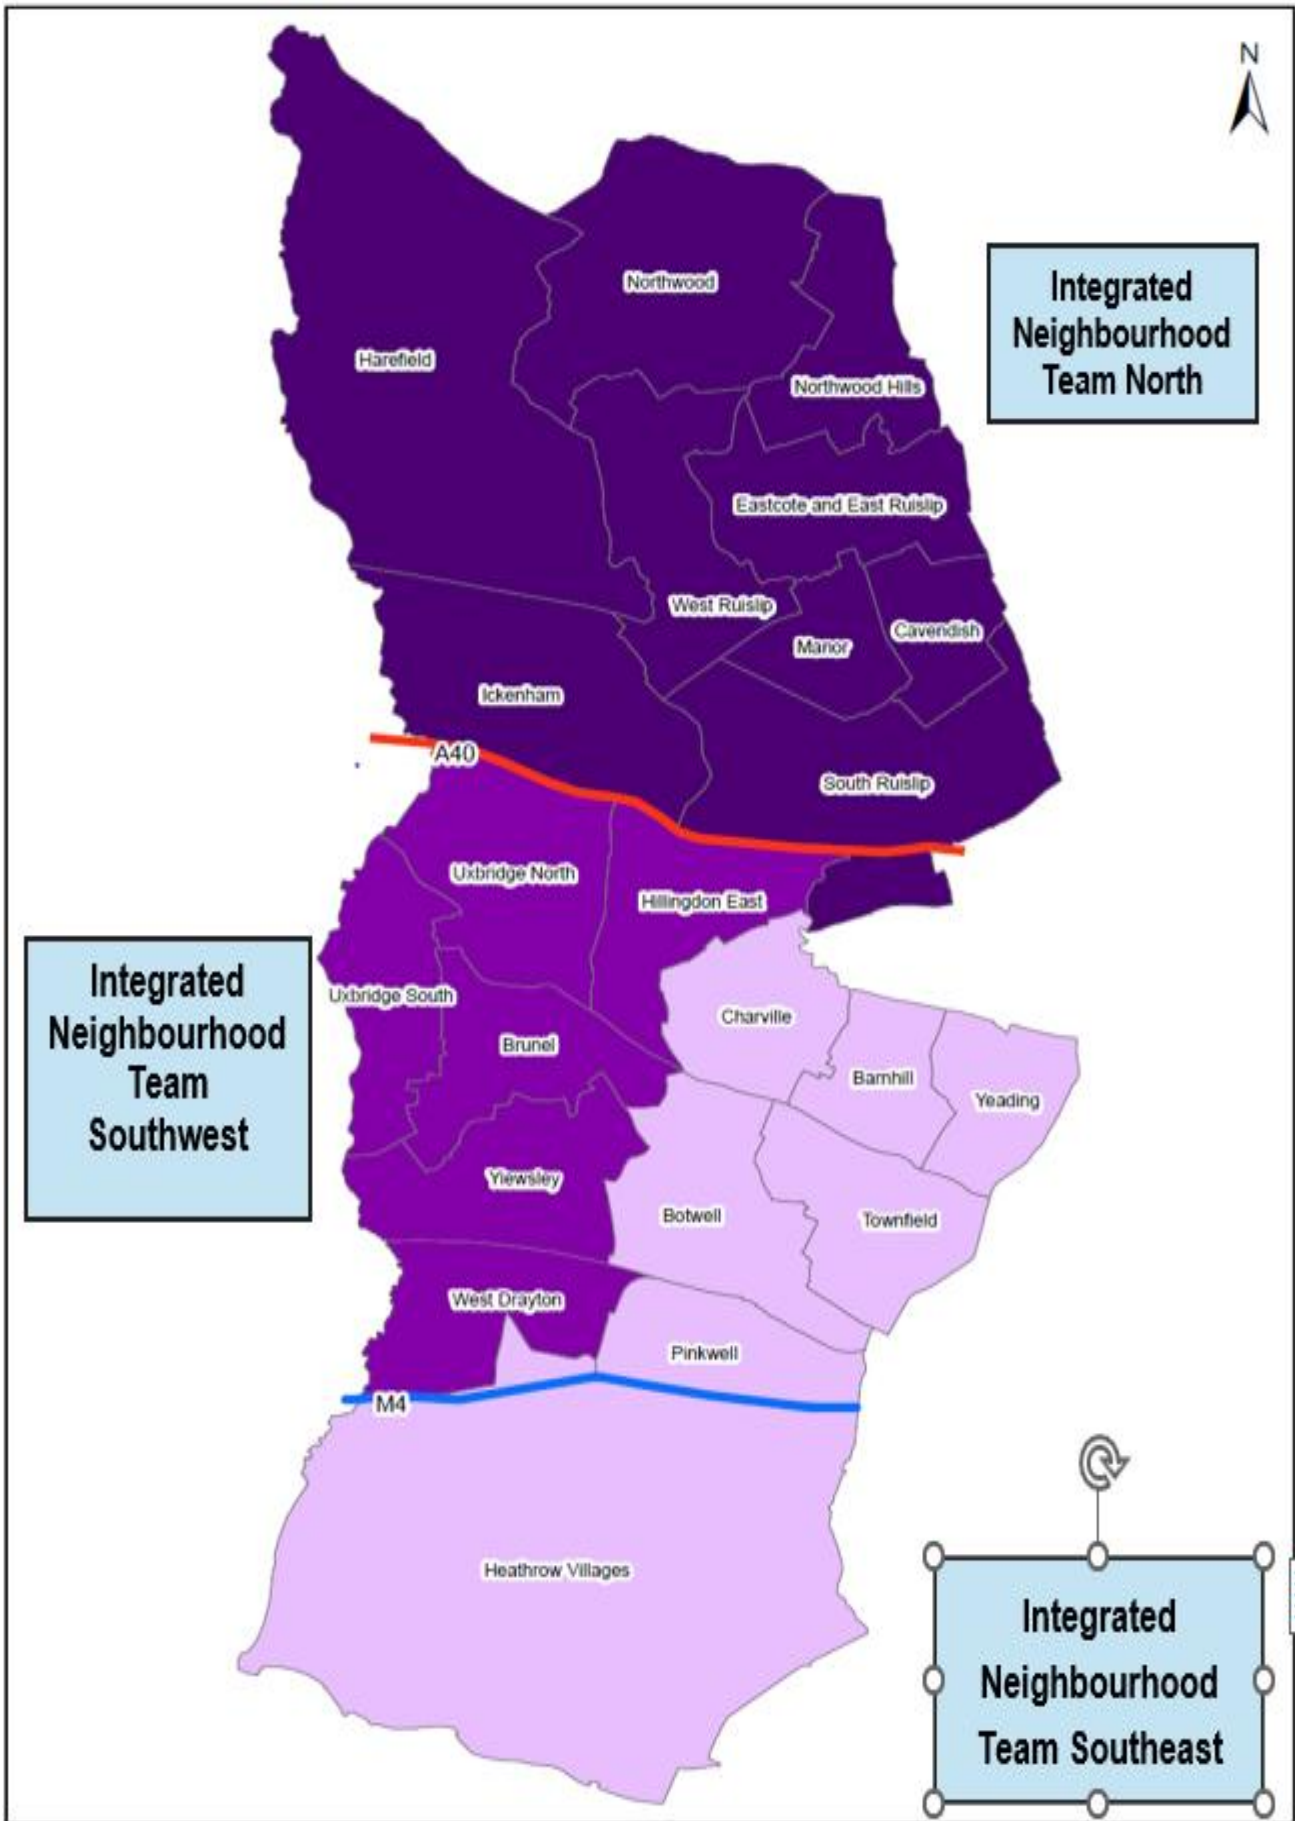 N
Northwood
Integrated
Neighbourhood
Team North
Harefield
Northwood Hills
Eastcote and East Ruislip
West Ruislip
Cavendish
Manor
Ickenham
A40
South Ruislip
Uxbridge North
Hillingdon East
Integrated
Neighbourhood
Team
Southwest
Uxbridge South
Charville
Brunel
Barnhill
Yeading
Yiewsley
Botwell
Townfield
West Drayton
Pinkwell
M4
Heathrow Villages
Integrated
Neighbourhood
Team Southeast